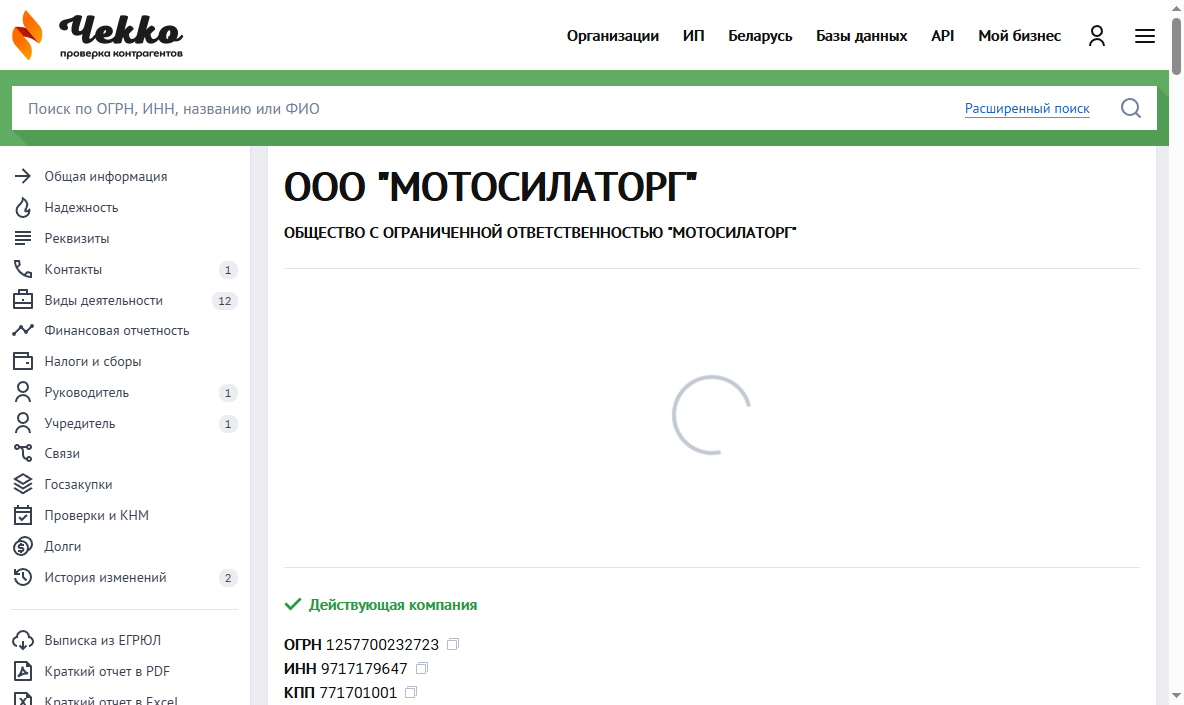 Чекко
проверка контрагентов
Организации ИП Беларусь Базы данных API Мой бизнес
Поиск по ОГРН, ИНН, названию или ФИО Расширенный поиск
Общая информация
Надежность
Реквизиты
Контакты 1
Виды деятельности 12
Финансовая отчетность
Налоги и сборы
Руководитель 1
Учредитель 1
Связи
Госзакупки
Проверки и КНМ
Долги
История изменений 2
Выписка из ЕГРЮЛ
Краткий отчет в PDF
Краткий отчет в Excel
ООО "МОТОСИЛАТОРГ"
ОБЩЕСТВО С ОГРАНИЧЕННОЙ ОТВЕТСТВЕННОСТЬЮ "МОТОСИЛАТОРГ"
Действующая компания
ОГРН 1257700232723
ИНН 9717179647
КПП 771701001